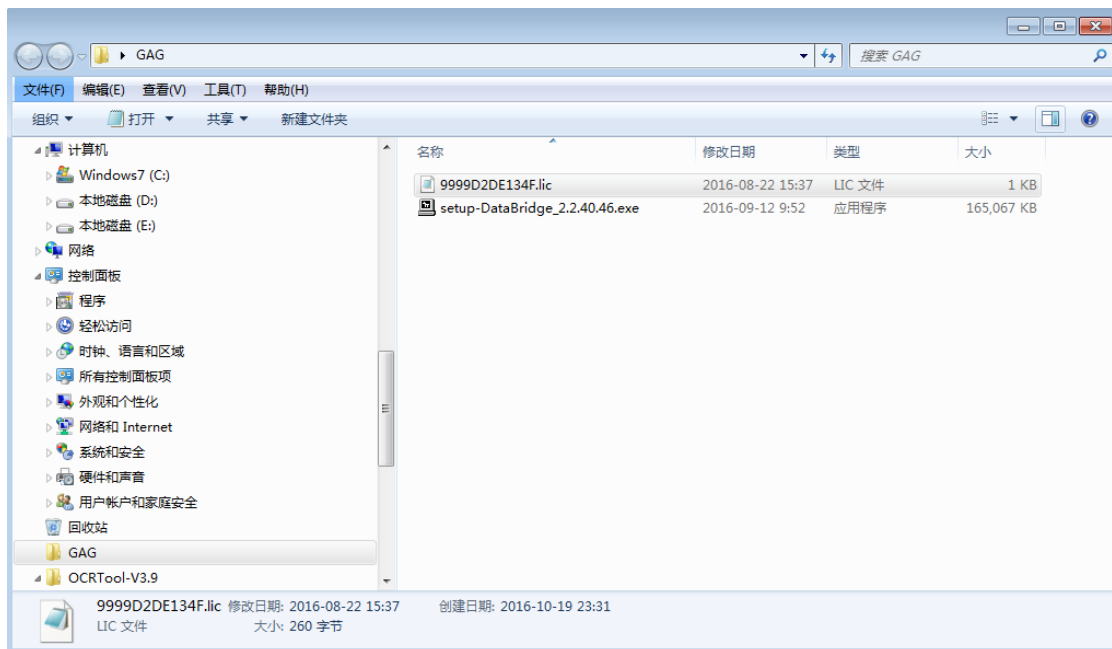 GAG
搜索 GAG
文件(F) 编辑(E) 查看(V) 工具(T) 帮助(H)
组织 打开 共享 新建文件夹
计算机
Windows7 (C:)
本地磁盘 (D:)
本地磁盘 (E:)
网络
控制面板
程序
轻松访问
时钟、语言和区域
所有控制面板项
外观和个性化
网络和 Internet
系统和安全
硬件和声音
用户帐户和家庭安全
回收站
GAG
OCRTool-V3.9
名称 修改日期 类型 大小
9999D2DE134F.lic 2016-08-22 15:37 LIC 文件 1 KB
setup-DataBridge_2.2.40.46.exe 2016-09-12 9:52 应用程序 165,067 KB
9999D2DE134F.lic 修改日期: 2016-08-22 15:37 创建日期: 2016-10-19 23:31
LIC 文件 大小: 260 字节